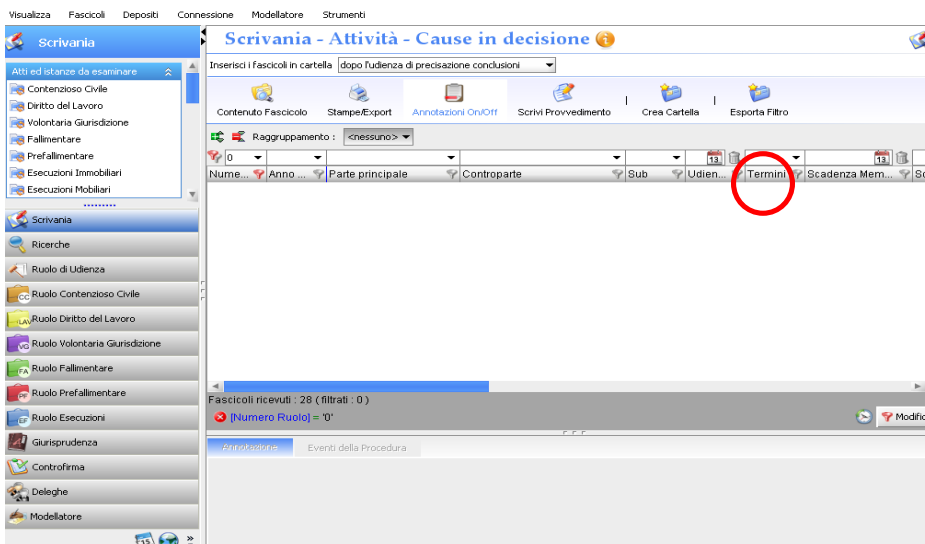 Visualizza Fascicoli Depositi Connessione Modellatore Strumenti
Scrivania
Scrivania - Attività - Cause in decisione
Atti ed istanze da esaminare
Contenzioso Civile
Diritto del Lavoro
Volontaria Giurisdizione
Fallimentare
Prefallimentare
Esecuzioni Immobiliari
Esecuzioni Mobiliari
Scrivania
Ricerche
Ruolo di Udienza
Ruolo Contenzioso Civile
Ruolo Diritto del Lavoro
Ruolo Volontaria Giurisdizione
Ruolo Fallimentare
Ruolo Prefallimentare
Ruolo Esecuzioni
Giurisprudenza
Controfirma
Deleghe
Modellatore
Inserisci i fascicoli in cartella dopo l'udienza di precisazione conclusioni
Contenuto Fascicolo Stampe/Export Annotazioni On/Off Scrivi Provvedimento Crea Cartella Esporta Filtro
Raggruppamento : <nessuno>
0 13 13
Nume... Anno ... Parte principale Controparte Sub Udien... Termini Scadenza Mem... Sc
Fascicoli ricevuti : 28 ( filtrati : 0 )
[Numero Ruolo] = '0' Modific
Annotazione Eventi della Procedura